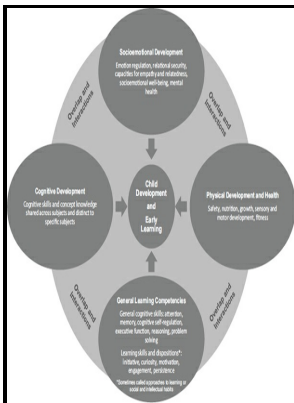 Socioemotional Development
Emotion regulation, relational security,
capacities for empathy and relatedness,
socioemotional well-being, mental
health
Overlap and
Interactions
Overlap and
Interactions
Cognitive Development
Cognitive skills and concept knowledge
shared across subjects and distinct to
specific subjects
Child
Development
and
Early
Learning
Physical Development and Health
Safety, nutrition, growth, sensory and
motor development, fitness
Overlap and
Interactions
Overlap and
Interactions
General Learning Competencies
General cognitive skills: attention,
memory, cognitive self-regulation,
executive function, reasoning, problem
solving
Learning skills and dispositions*:
initiative, curiosity, motivation,
engagement, persistence
*Sometimes called approaches to learning or
social and intellectual habits